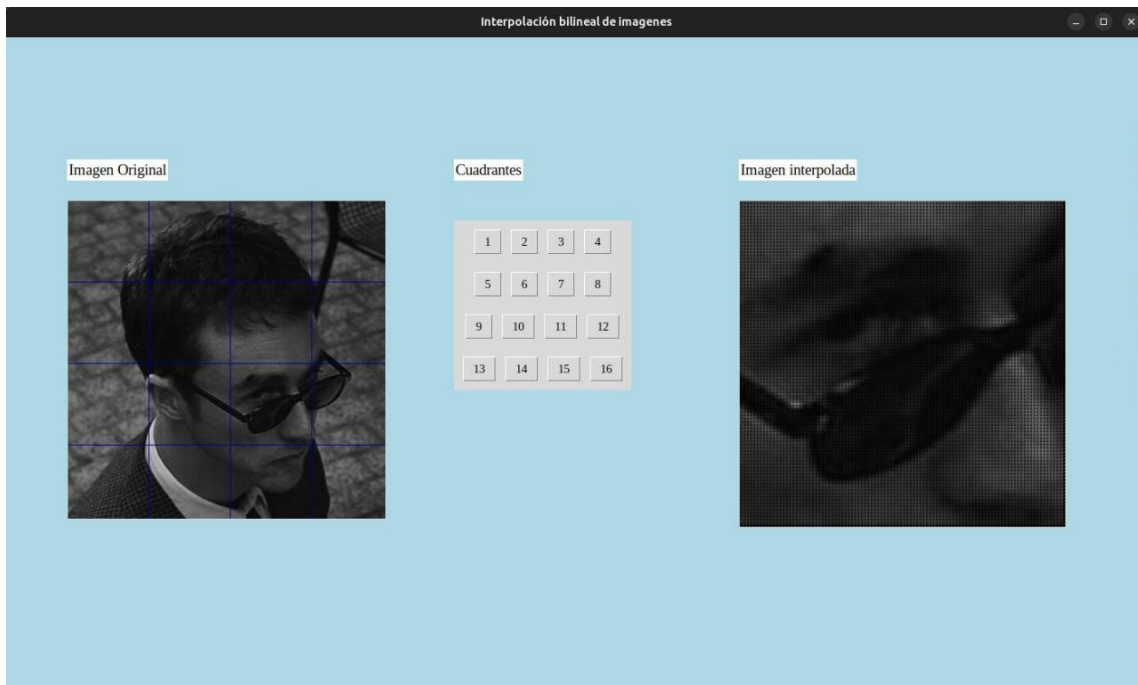 Interpolación bilineal de imagenes
Imagen Original
Cuadrantes
Imagen interpolada
1 2 3 4
5 6 7 8
9 10 11 12
13 14 15 16